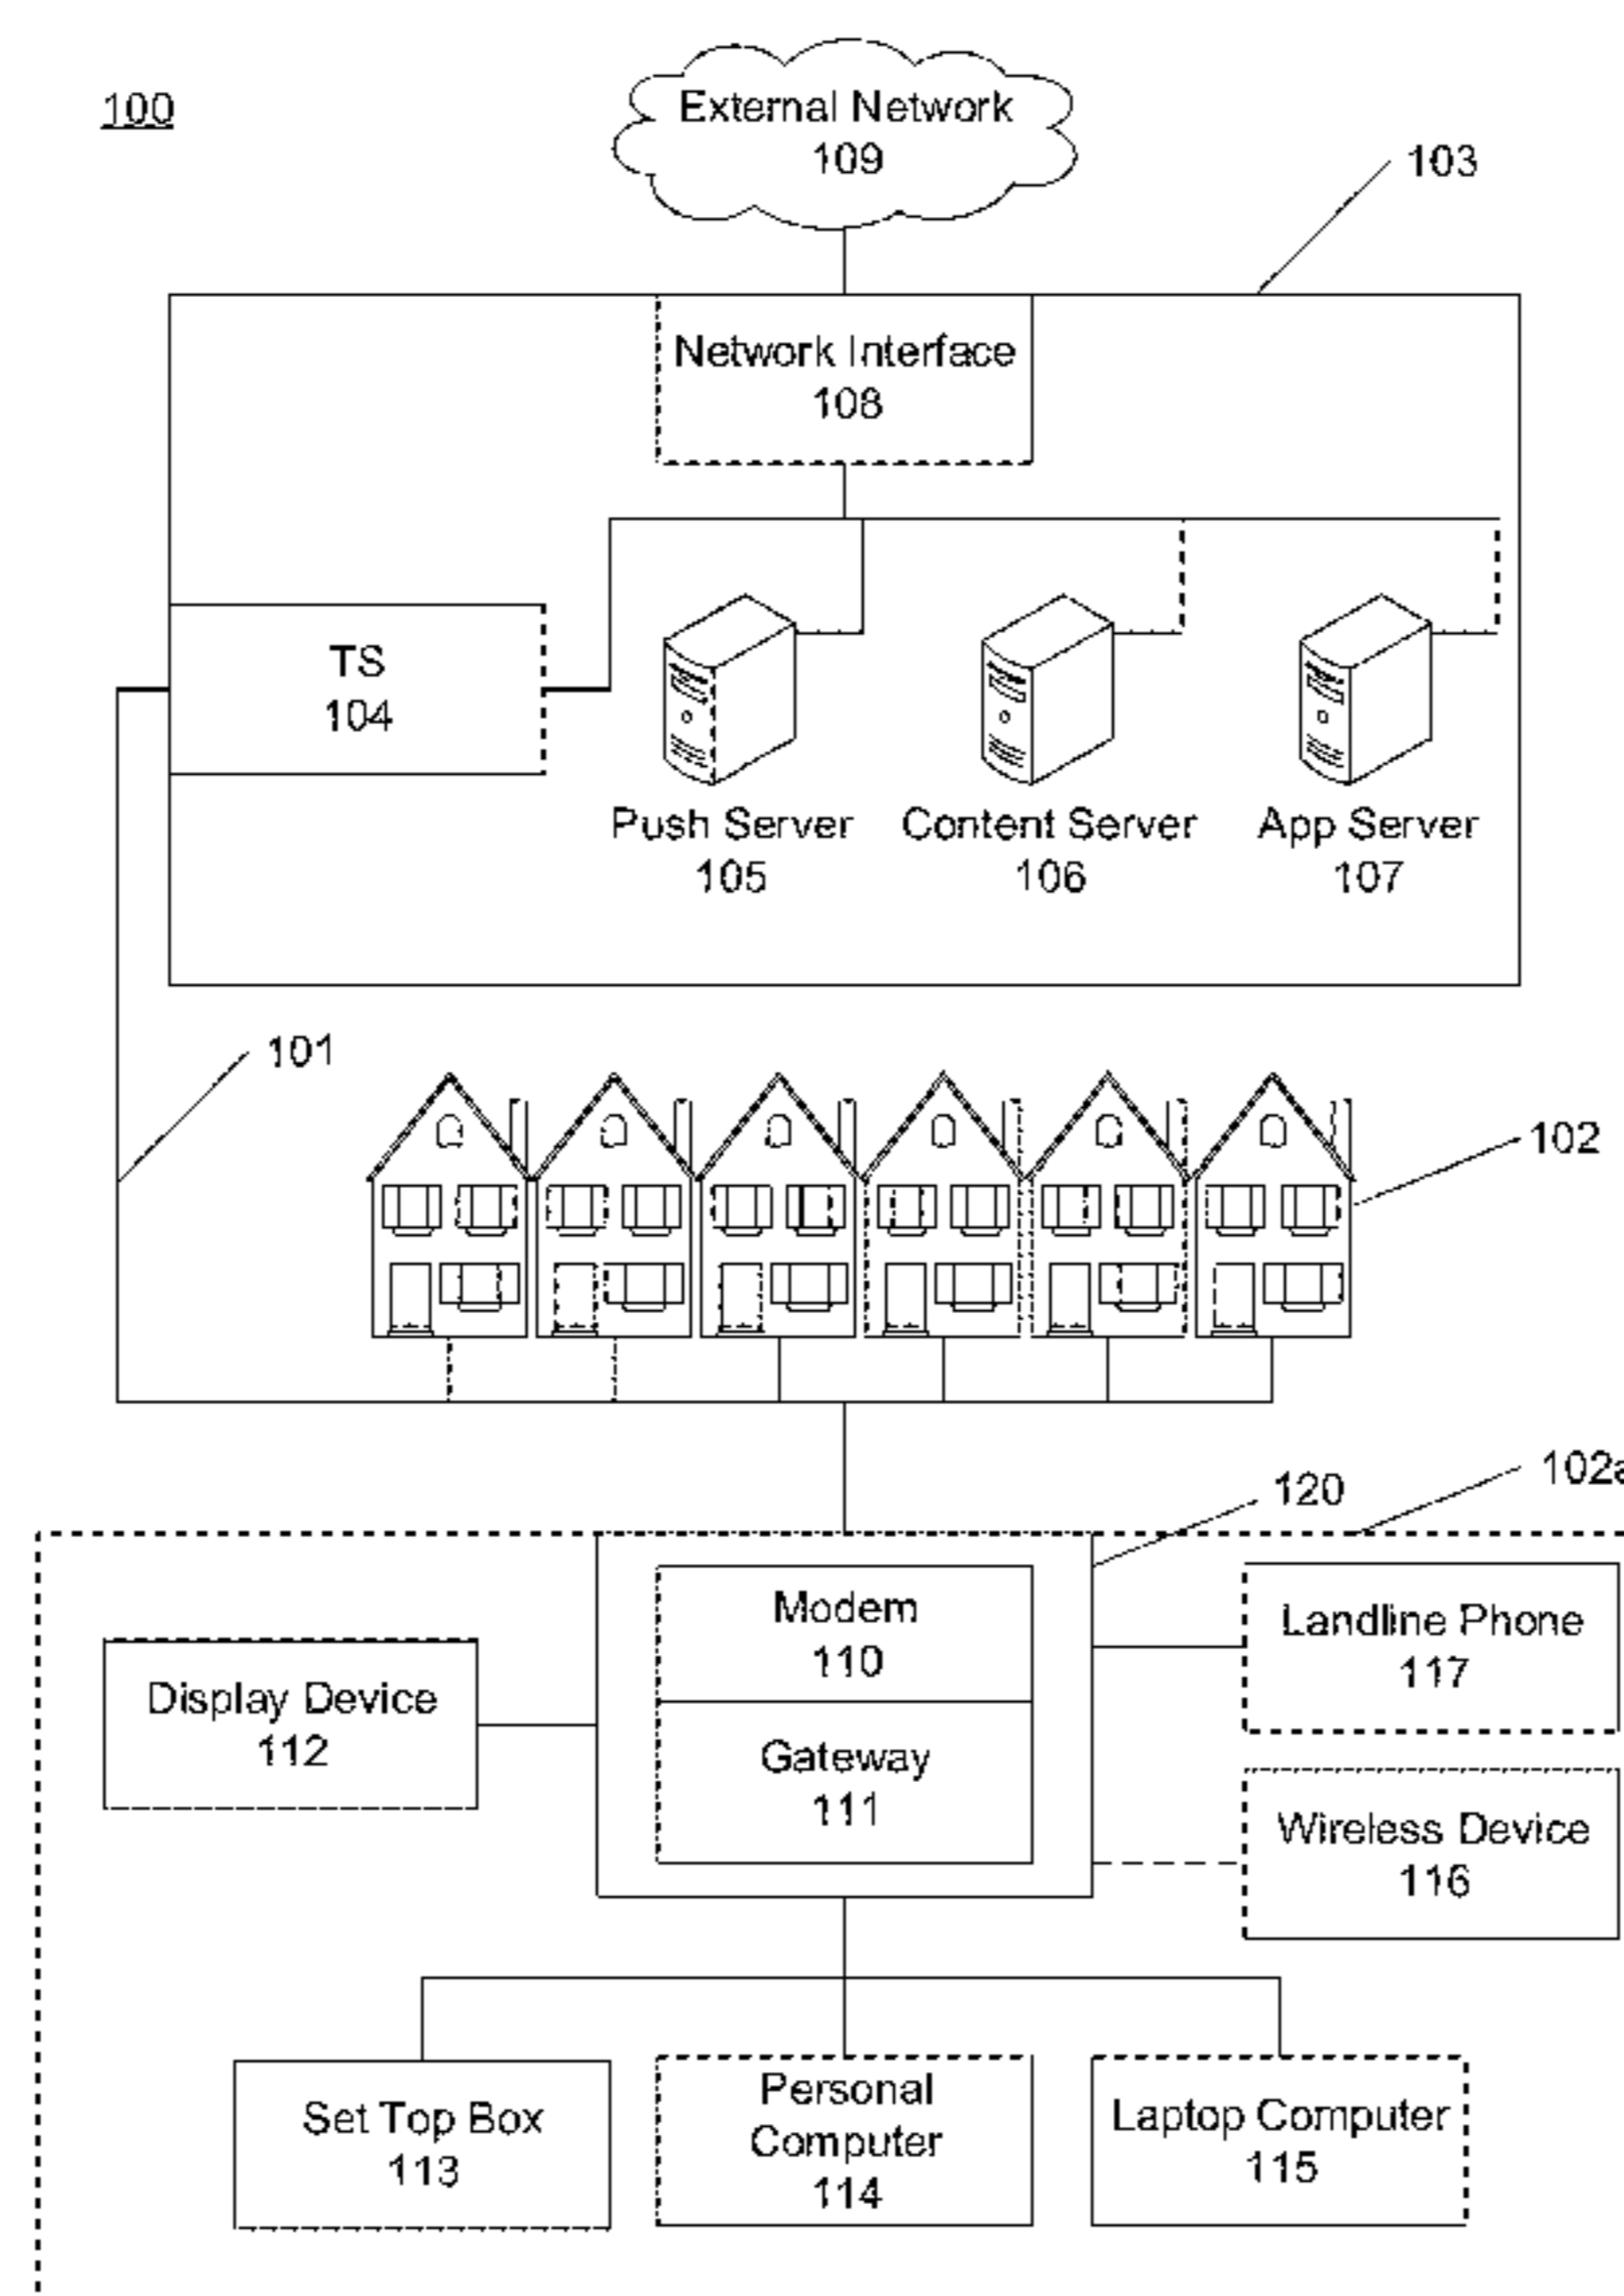 100
External Network
109
103
Network Interface
108
TS
104
Push Server
105
Content Server
106
App Server
107
101
102
102a
120
Modem
110
Gateway
111
Display Device
112
Landline Phone
117
Wireless Device
116
Set Top Box
113
Personal
Computer
114
Laptop Computer
115